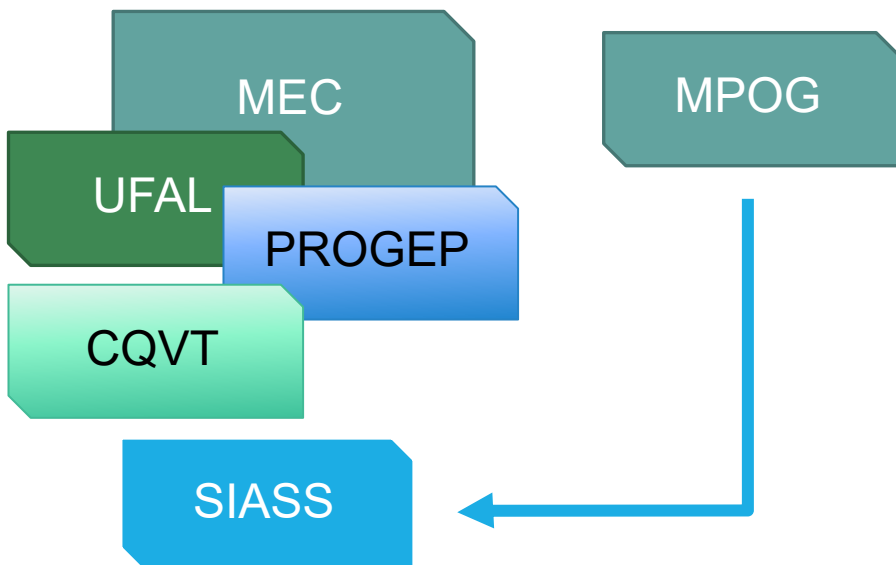 MEC
MPOG
UFAL
PROGEP
CQVT
SIASS